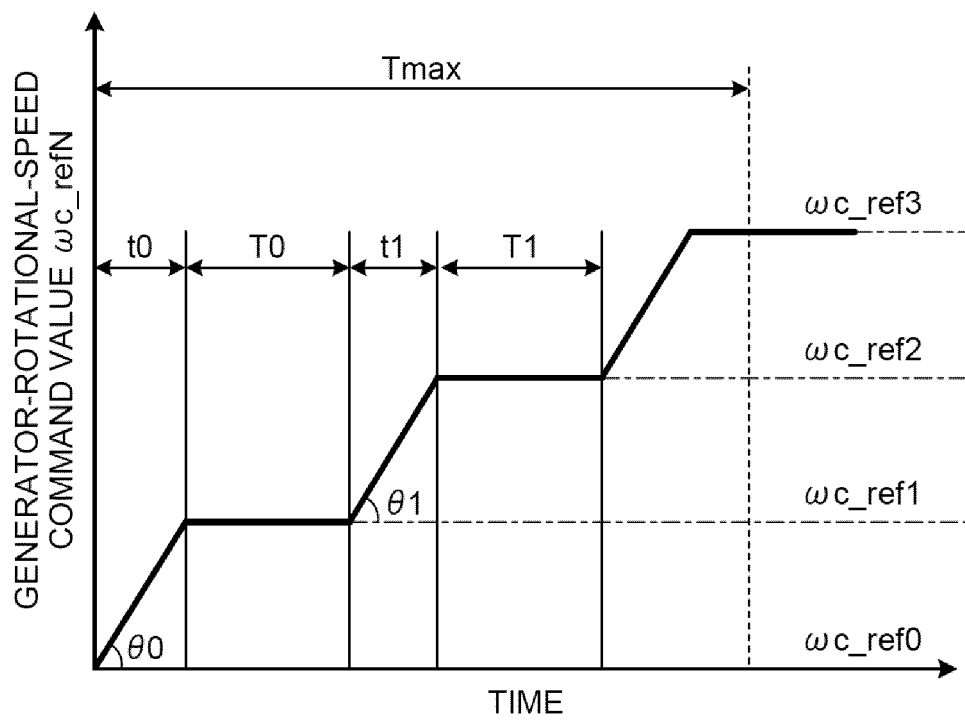 GENERATOR-ROTATIONAL-SPEED
COMMAND VALUE ωc_refN
Tmax
t0
T0
t1
T1
ωc_ref3
ωc_ref2
ωc_ref1
ωc_ref0
θ1
θ0
TIME